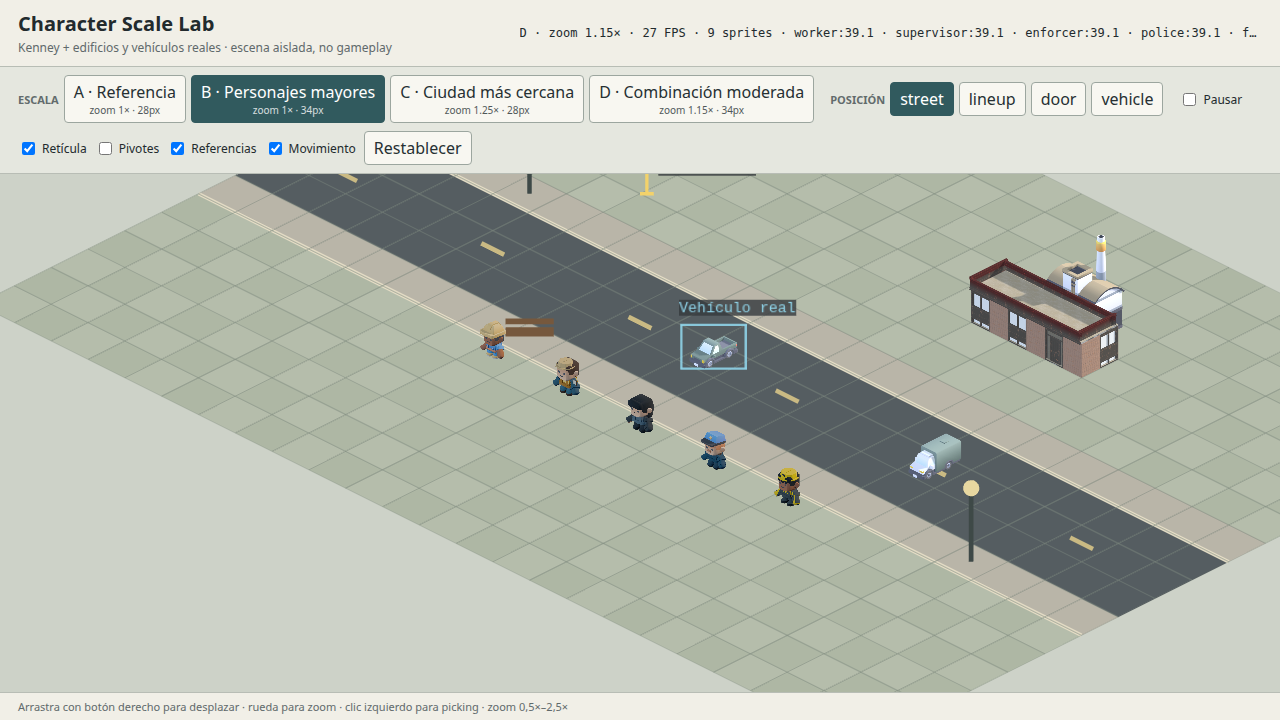 Character Scale Lab
Kenney + edificios y vehículos reales · escena aislada, no gameplay
D · zoom 1.15× · 27 FPS · 9 sprites · worker:39.1 · supervisor:39.1 · enforcer:39.1 · police:39.1 · f…
ESCALA
A · Referencia
zoom 1× · 28px
B · Personajes mayores
zoom 1× · 34px
C · Ciudad más cercana
zoom 1.25× · 28px
D · Combinación moderada
zoom 1.15× · 34px
POSICIÓN
street
lineup
door
vehicle
Pausar
Retícula
Pivotes
Referencias
Movimiento
Restablecer
Vehículo real
Arrastra con botón derecho para desplazar · rueda para zoom · clic izquierdo para picking · zoom 0,5×–2,5×